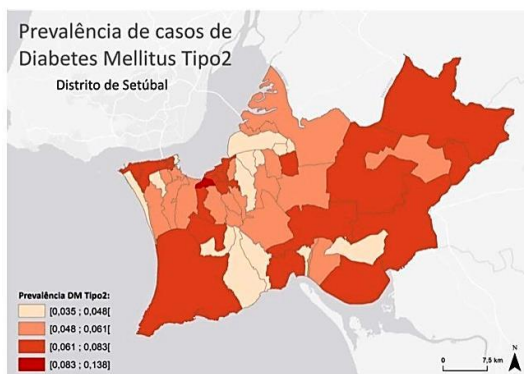 Prevalência de casos de
Diabetes Mellitus Tipo2
Distrito de Setúbal
Prevalência DM Tipo2:
[0,035 ; 0,048[
[0,048 ; 0,061[
[0,061 ; 0,083[
[0,083 ; 0,138]
0 7,5 km
N